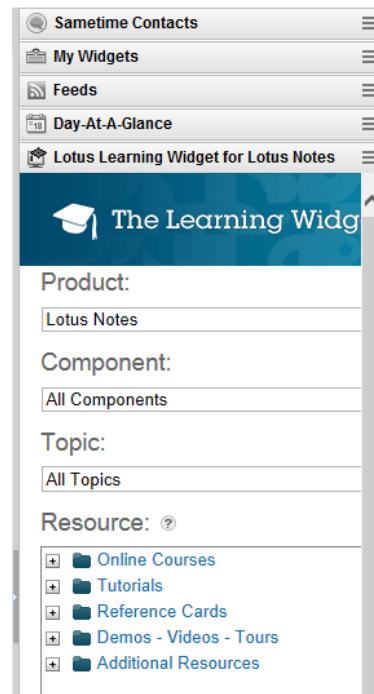 Sametime Contacts
My Widgets
Feeds
18 Day-At-A-Glance
Lotus Learning Widget for Lotus Notes
The Learning Widg
Product:
Lotus Notes
Component:
All Components
Topic:
All Topics
Resource: ?
Online Courses
Tutorials
Reference Cards
Demos - Videos - Tours
Additional Resources